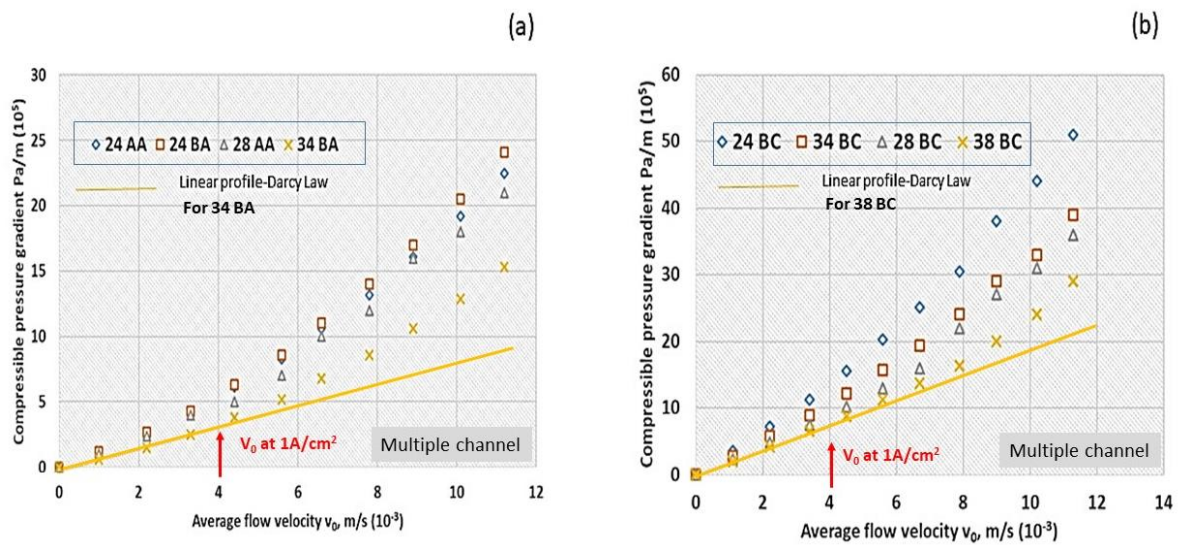 (a)
Compressible pressure gradient Pa/m (10⁵)
30
25
20
15
10
5
0
24 AA 24 BA 28 AA 34 BA
Linear profile-Darcy Law
For 34 BA
V₀ at 1A/cm²
Multiple channel
0 2 4 6 8 10 12
Average flow velocity v₀, m/s (10⁻³)
(b)
Compressible pressure gradient Pa/m (10⁵)
60
50
40
30
20
10
0
24 BC 34 BC 28 BC 38 BC
Linear profile-Darcy Law
For 38 BC
V₀ at 1A/cm²
Multiple channel
0 2 4 6 8 10 12 14
Average flow velocity v₀, m/s (10⁻³)